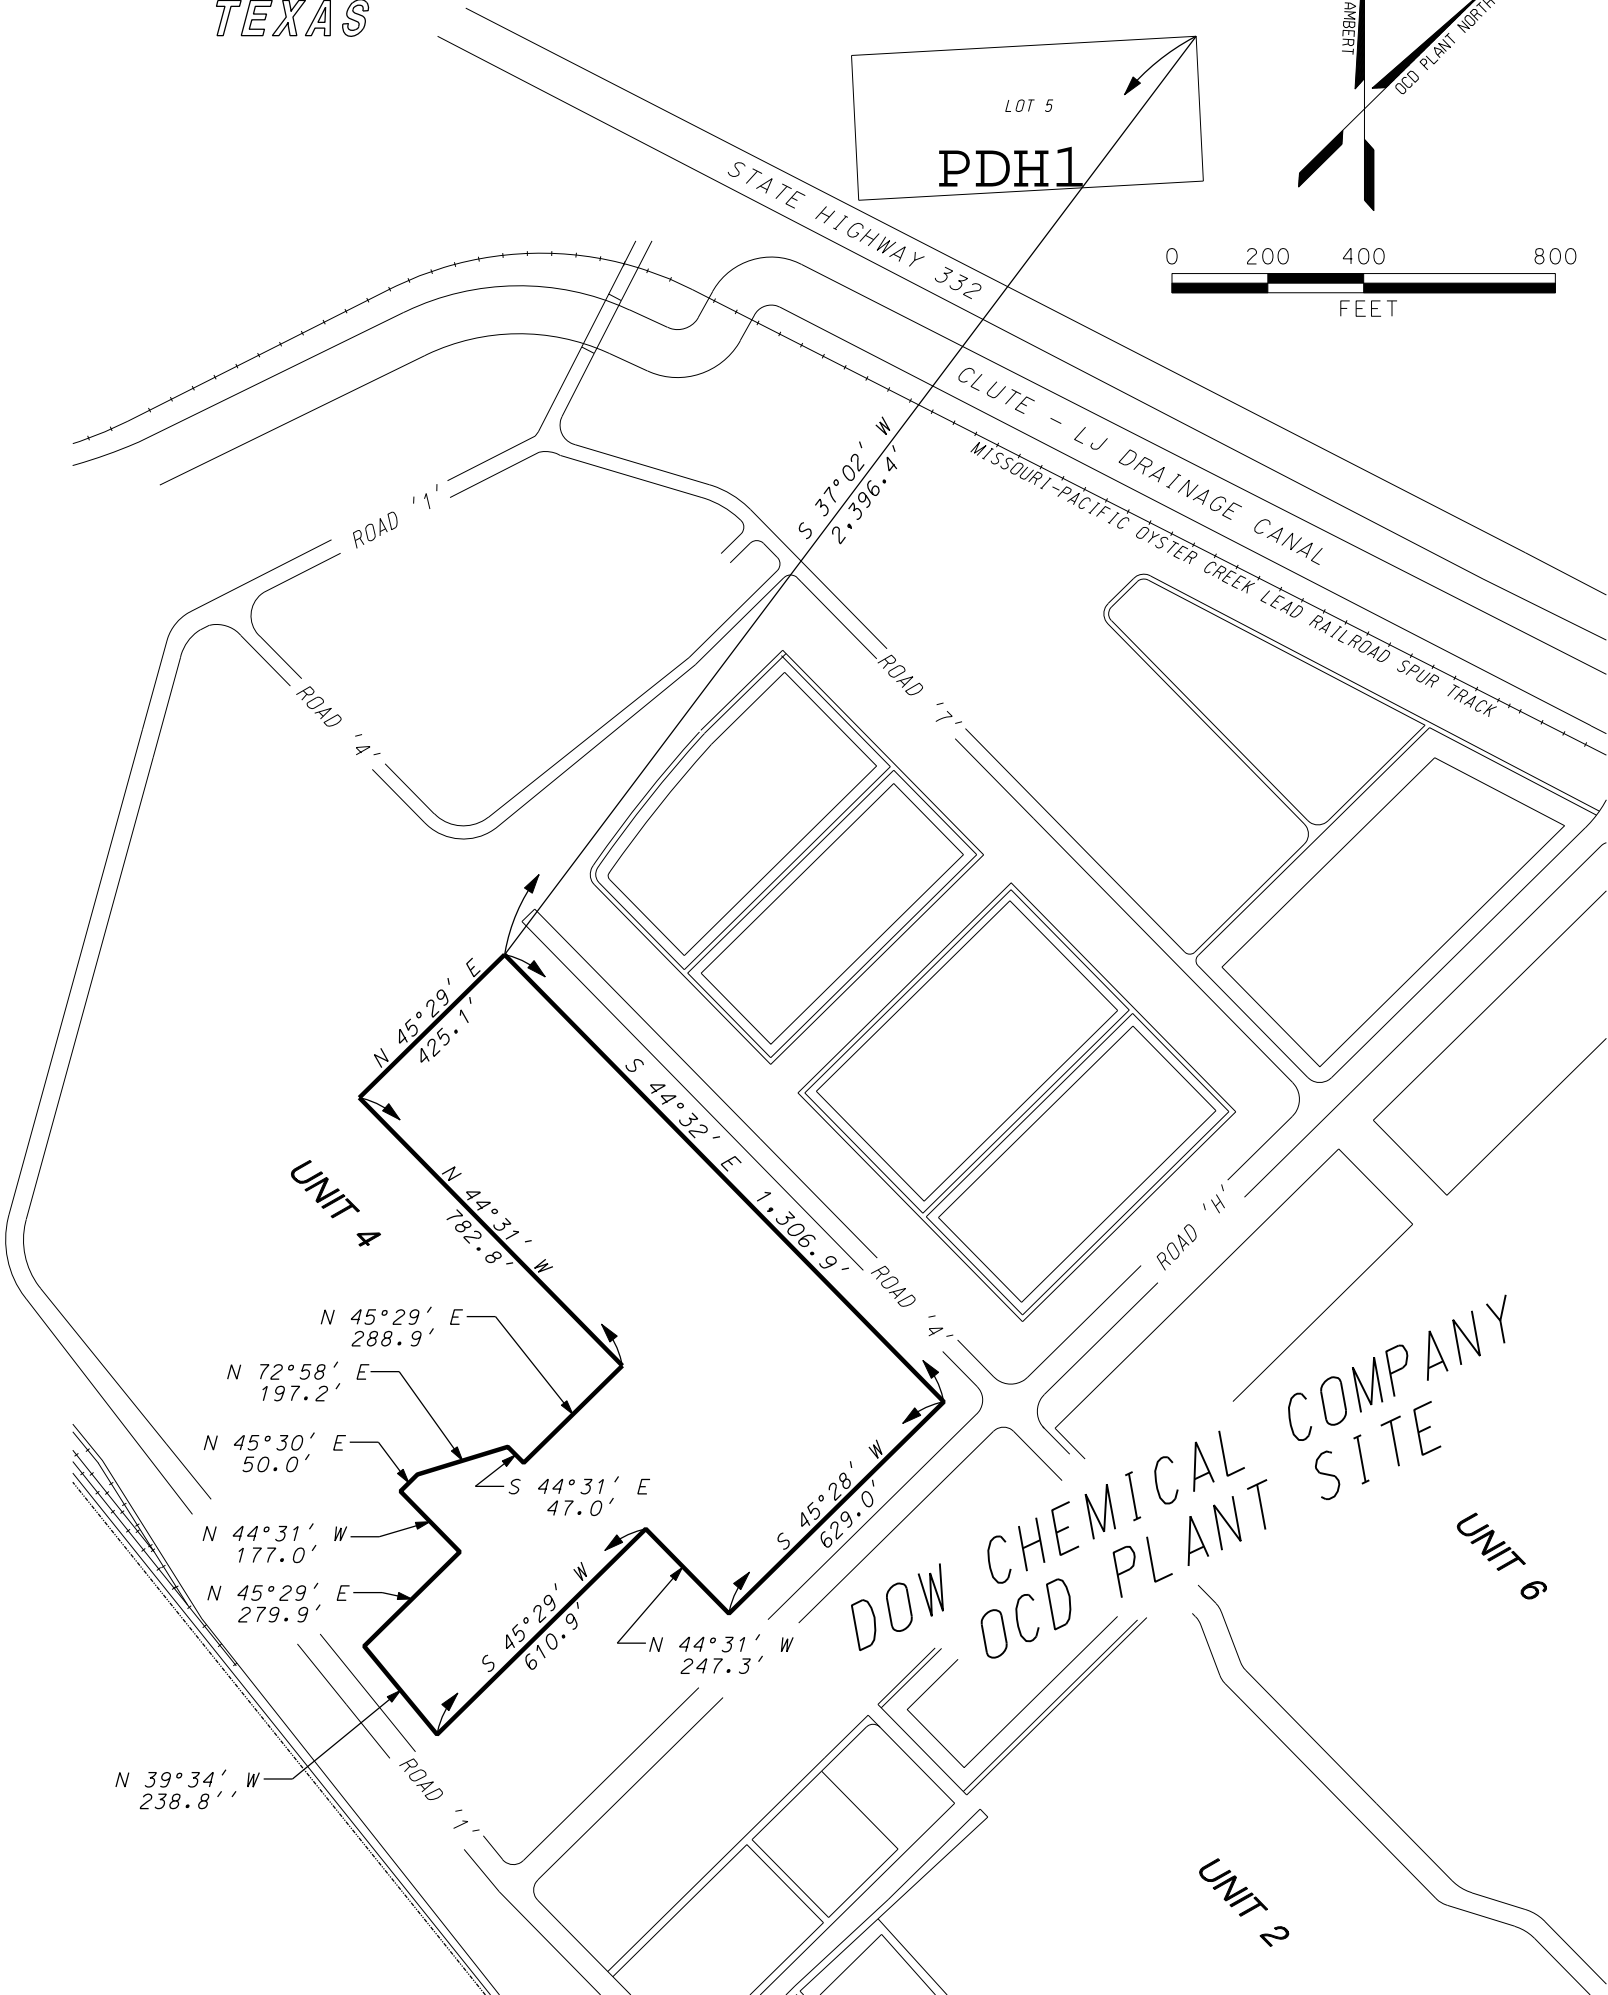 TEXAS
LAMBERT
OCD PLANT NORTH
LOT 5
PDH1
0 200 400 800
FEET
STATE HIGHWAY 332
CLUTE - LJ DRAINAGE CANAL
MISSOURI-PACIFIC OYSTER CREEK LEAD RAILROAD SPUR TRACK
S 37°02' W
2,396.4'
ROAD '1'
ROAD '4'
ROAD '7'
N 45°29' E
425.1'
S 44°32' E 1,306.9'
N 44°31' W
782.8'
UNIT 4
ROAD '4'
ROAD 'H'
N 45°29' E
288.9'
N 72°58' E
197.2'
N 45°30' E
50.0'
S 44°31' E
47.0'
N 44°31' W
177.0'
N 45°29' E
279.9'
S 45°28' W
629.0'
S 45°29' W
610.9'
N 44°31' W
247.3'
N 39°34' W
238.8''
ROAD '1'
DOW CHEMICAL COMPANY
OCD PLANT SITE
UNIT 6
UNIT 2